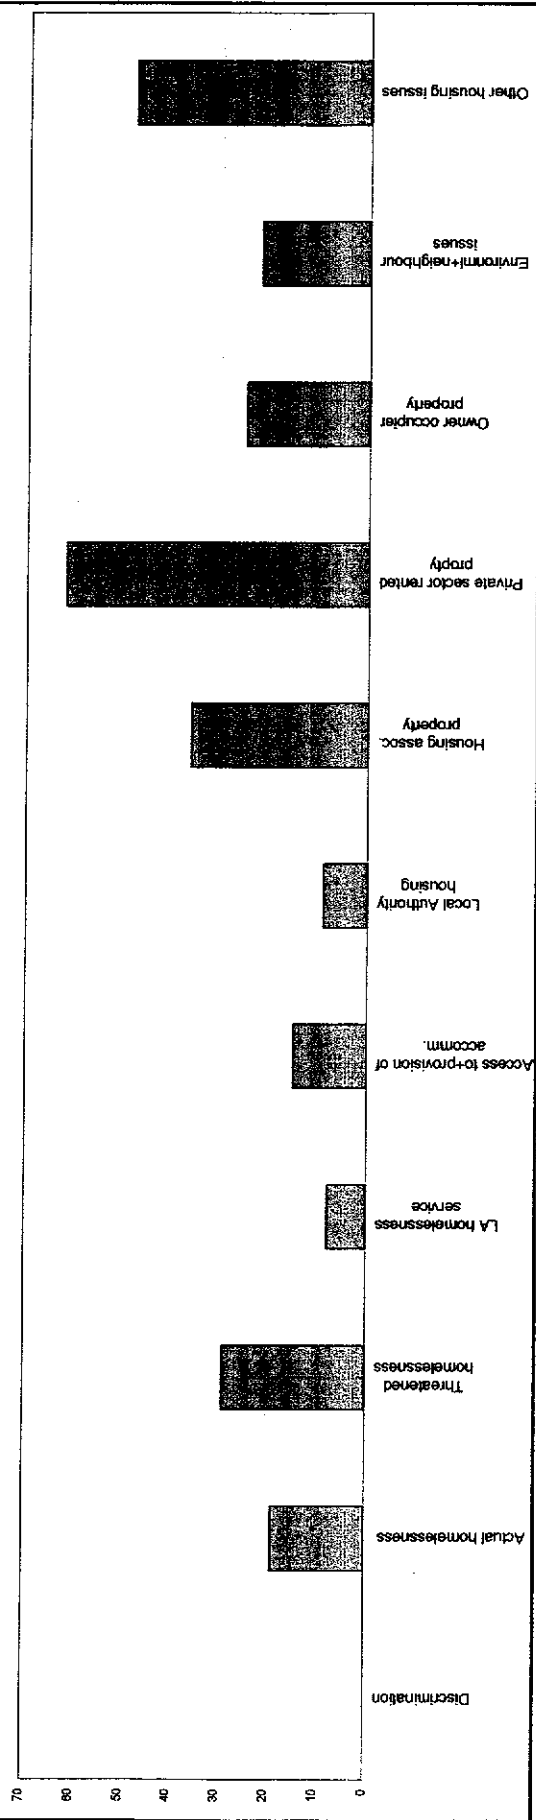 70
60
50
40
30
20
10
0
Discrimination
Actual homelessness
Threatened
homelessness
LA homelessness
service
Access to+provision of
accomm.
Local Authority
housing
Housing assoc.
property
Private sector rented
propty
Owner occupier
property
Environml+neighbour
issues
Other housing issues